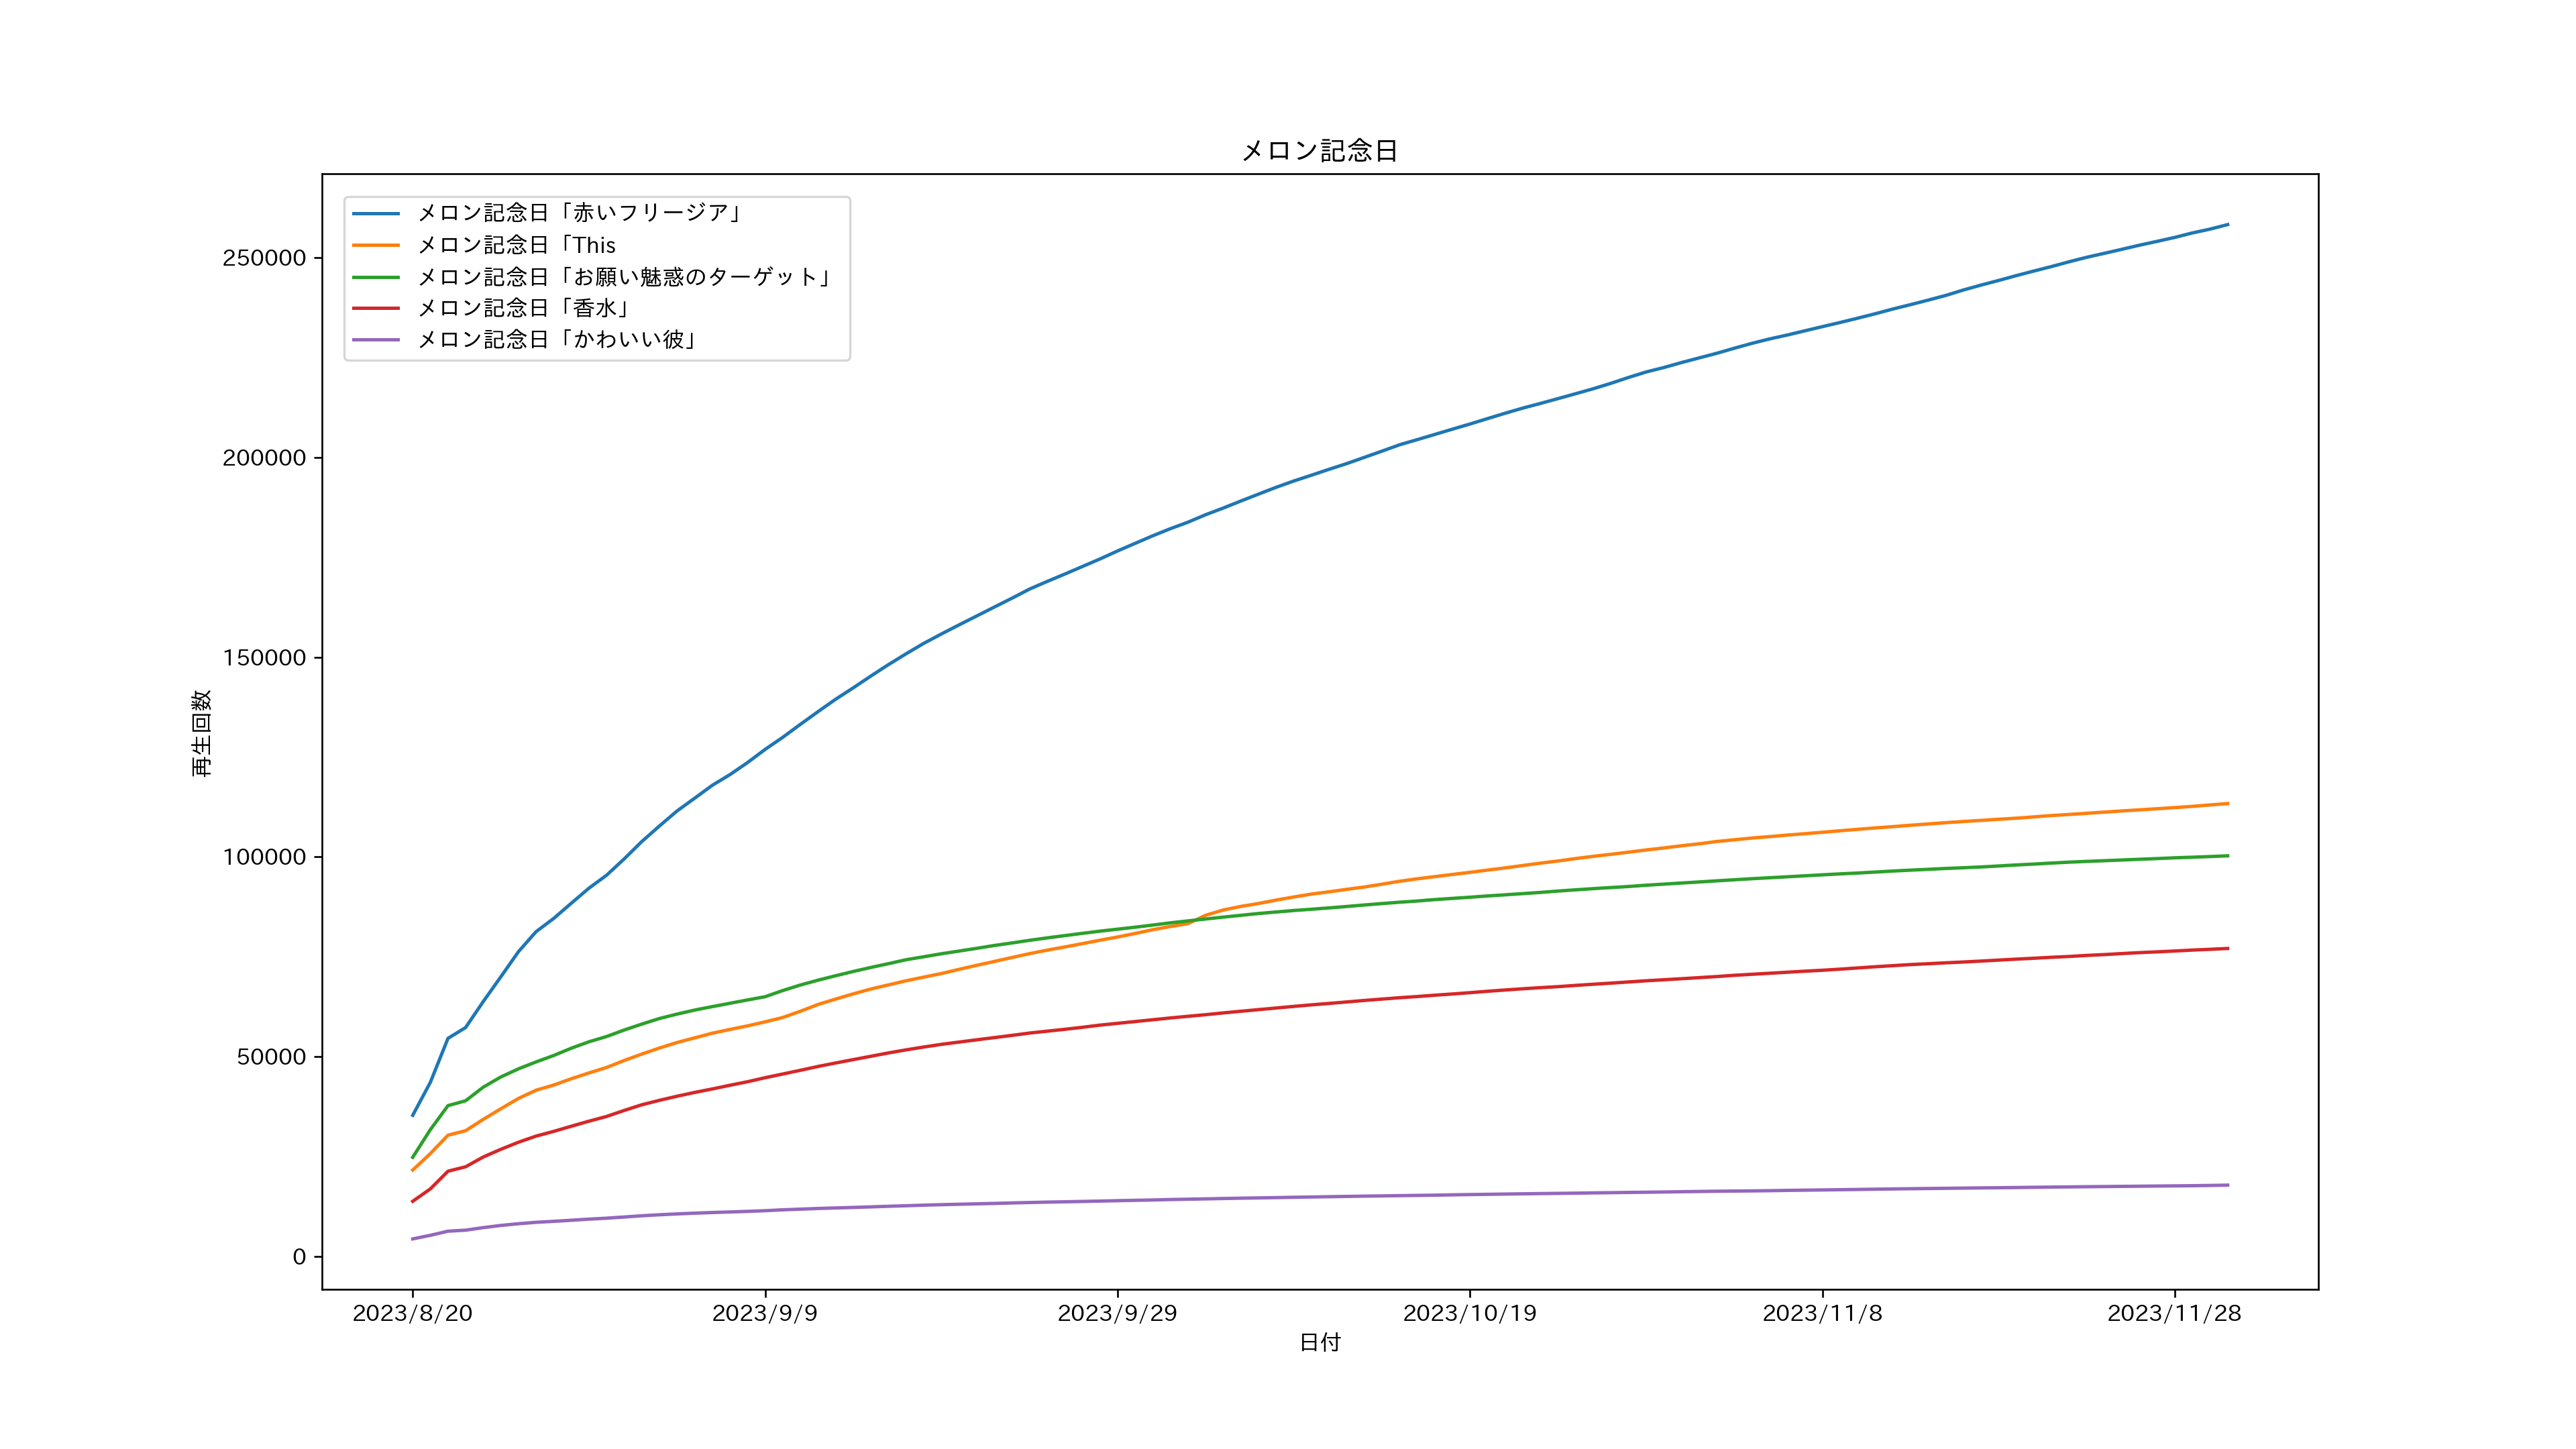 メロン記念日
メロン記念日「赤いフリージア」
メロン記念日「This
メロン記念日「お願い魅惑のターゲット」
メロン記念日「香水」
メロン記念日「かわいい彼」
250000
200000
150000
100000
50000
0
再生回数
2023/8/20 2023/9/9 2023/9/29 2023/10/19 2023/11/8 2023/11/28
日付